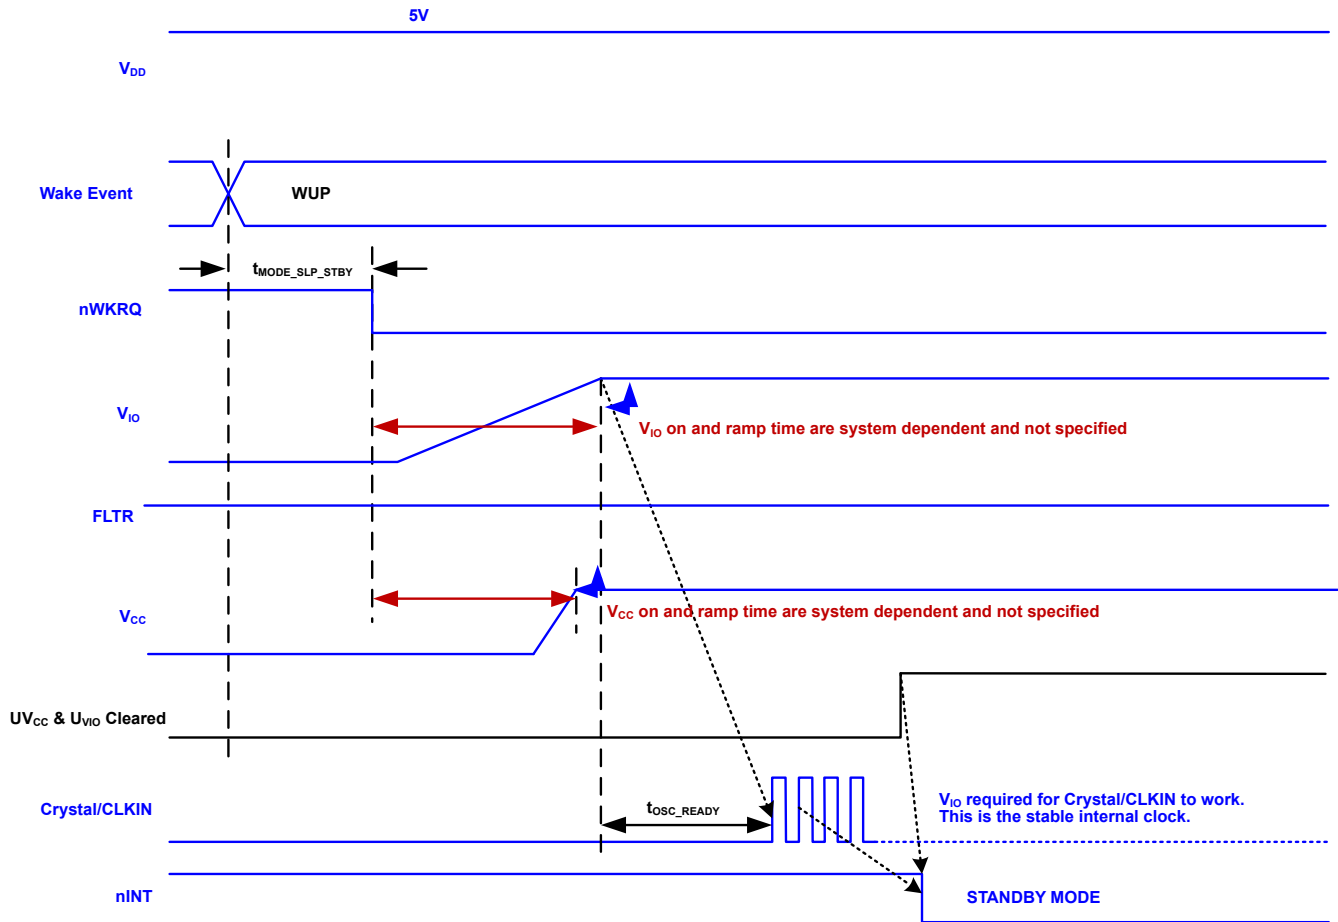 5V
VDD
Wake Event
WUP
tMODE_SLP_STBY
nWKRQ
VIO
VIO on and ramp time are system dependent and not specified
FLTR
VCC
VCC on and ramp time are system dependent and not specified
UVCC & UVIO Cleared
Crystal/CLKIN
tOSC_READY
VIO required for Crystal/CLKIN to work.
This is the stable internal clock.
nINT
STANDBY MODE